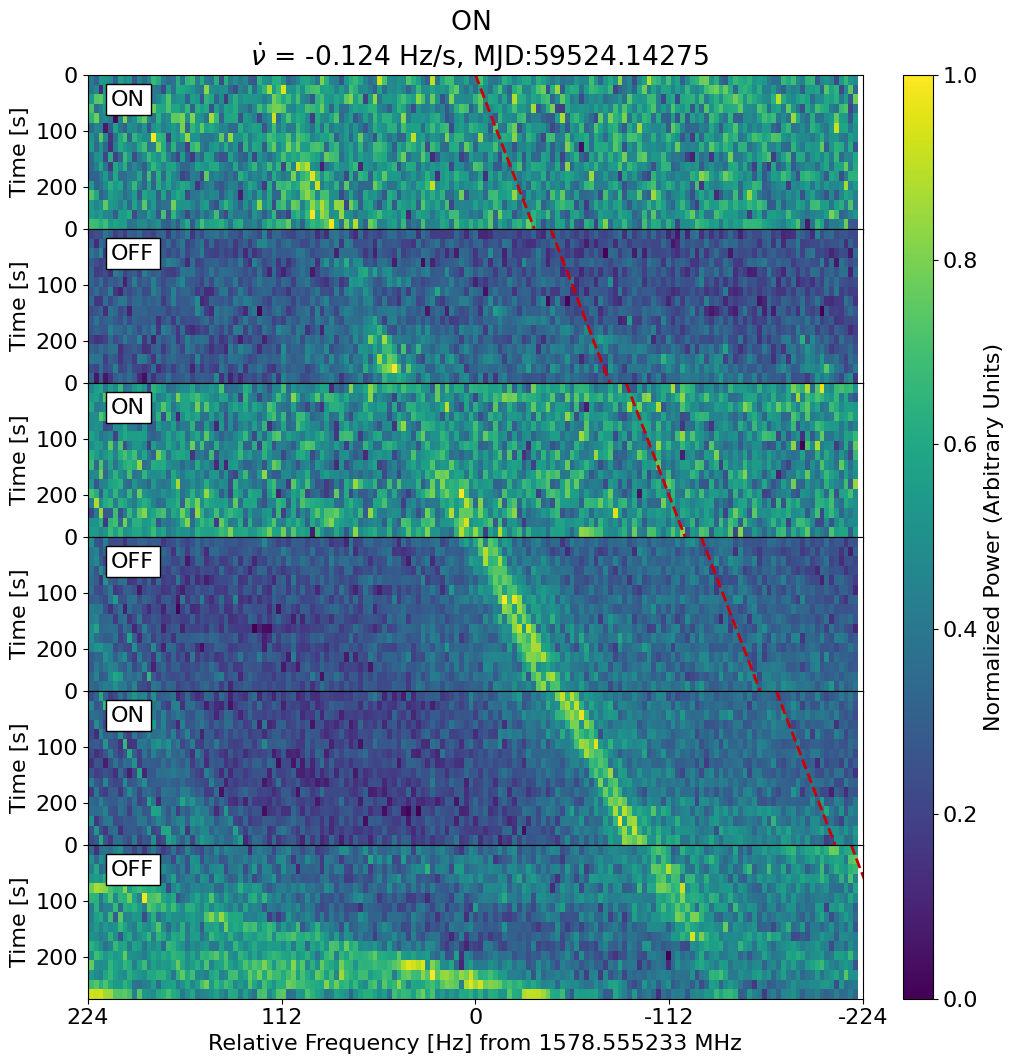 ON
ν̇ = -0.124 Hz/s, MJD:59524.14275
0
ON
Time [s]
100
200
0
OFF
Time [s]
100
200
0
ON
Time [s]
100
200
0
OFF
Time [s]
100
200
0
ON
Time [s]
100
200
0
OFF
Time [s]
100
200
224 112 0 -112 -224
Relative Frequency [Hz] from 1578.555233 MHz
1.0
0.8
0.6
0.4
0.2
0.0
Normalized Power (Arbitrary Units)